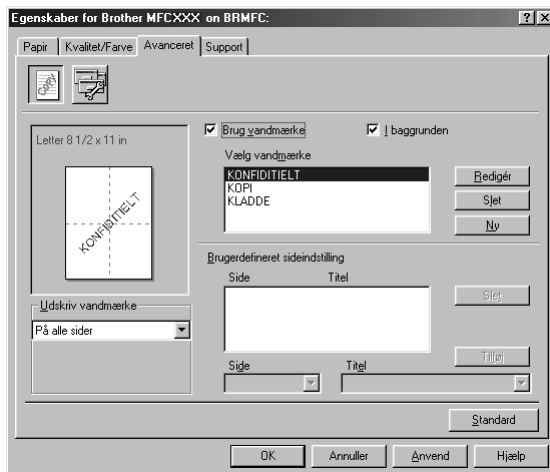 Egenskaber for Brother MFCXXX on BRMFC:
Papir Kvalitet/Farve Avanceret Support
COPY
Letter 8 1/2 x 11 in
KONFIDITIELT
Udskriv vandmærke
På alle sider
Brug vandmærke I baggrunden
Vælg vandmærke
KONFIDITIELT
KOPI
KLADDE
Redigér
Slet
Ny
Brugerdefineret sideindstilling
Side Titel
Slet
Tilføj
Side Titel
Standard
OK Annuller Anvend Hjælp